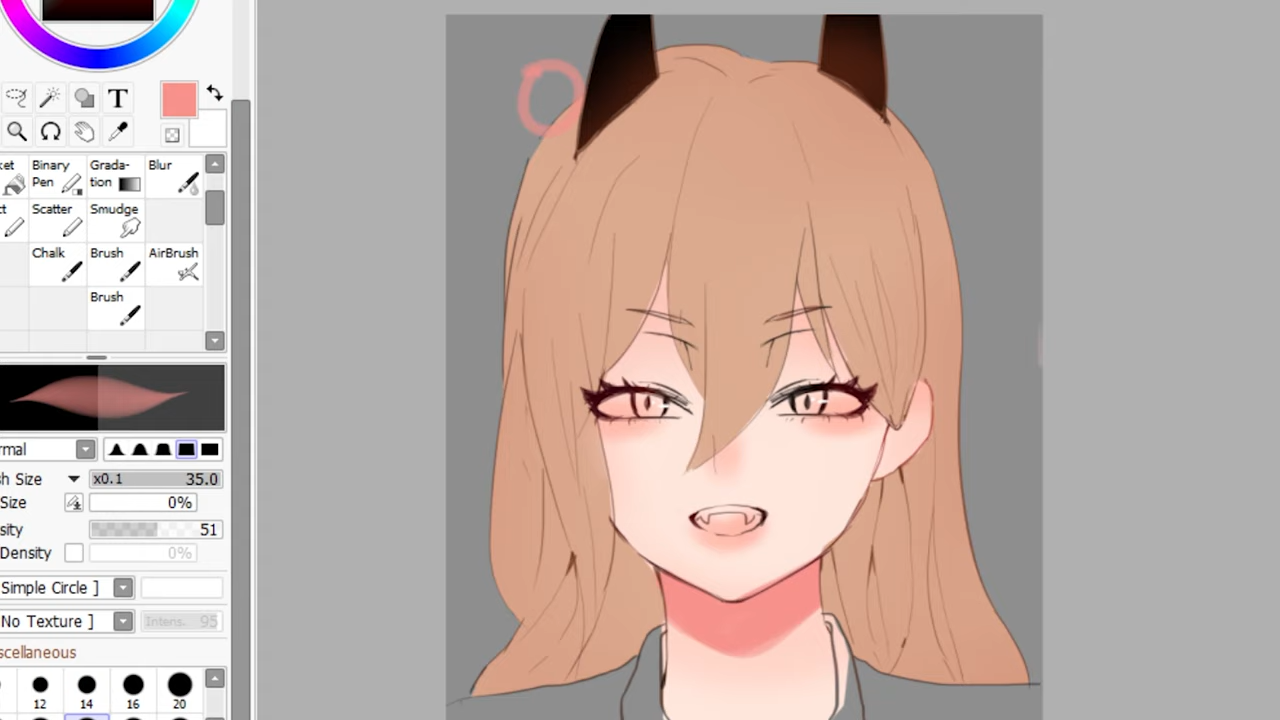 T
ket
Binary Pen
Grada-tion
Blur
ct
Scatter
Smudge
Chalk
Brush
AirBrush
Brush
rmal
h Size x0.1 35.0
Size 0%
sity 51
Density 0%
Simple Circle ]
No Texture ] Intens. 95
scellaneous
12 14 16 20